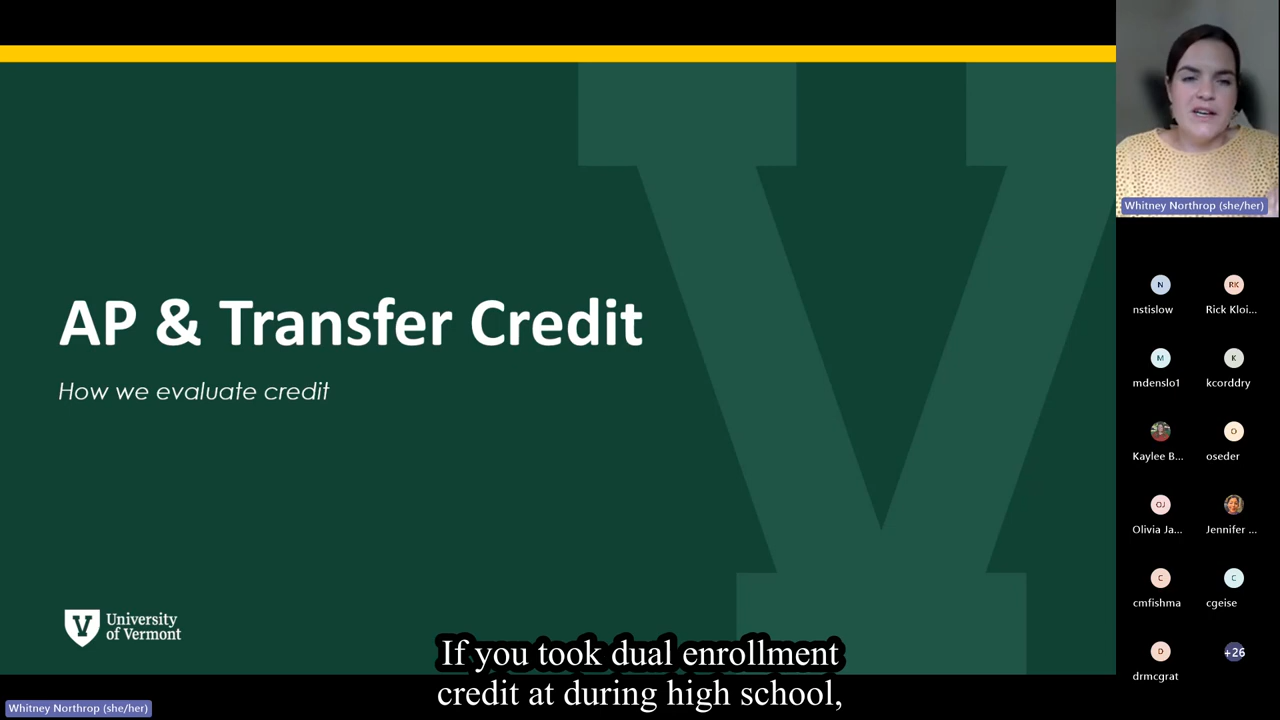 AP & Transfer Credit
How we evaluate credit
University
of Vermont
If you took dual enrollment
credit at during high school,
Whitney Northrop (she/her)
Whitney Northrop (she/her)
N
nstislow
RK
Rick Kloi...
M
mdenslo1
K
kcorddry
Kaylee B...
O
oseder
OJ
Olivia Ja...
Jennifer ...
C
cmfishma
C
cgeise
D
drmcgrat
+26